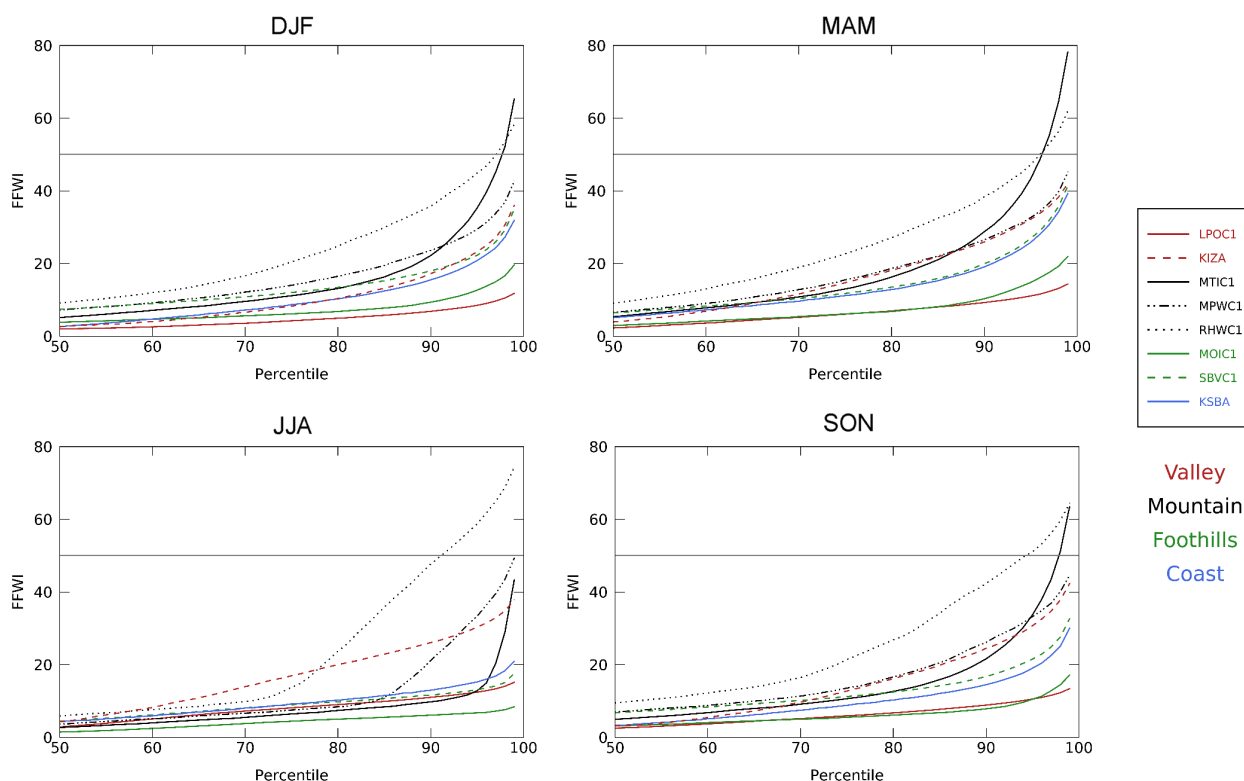 DJF
80
60
40
20
0
FFWI
50 60 70 80 90 100
Percentile
MAM
80
60
40
20
0
FFWI
50 60 70 80 90 100
Percentile
JJA
80
60
40
20
0
FFWI
50 60 70 80 90 100
Percentile
SON
80
60
40
20
0
FFWI
50 60 70 80 90 100
Percentile
LPOC1
KIZA
MTIC1
MPWC1
RHWC1
MOIC1
SBVC1
KSBA
Valley
Mountain
Foothills
Coast